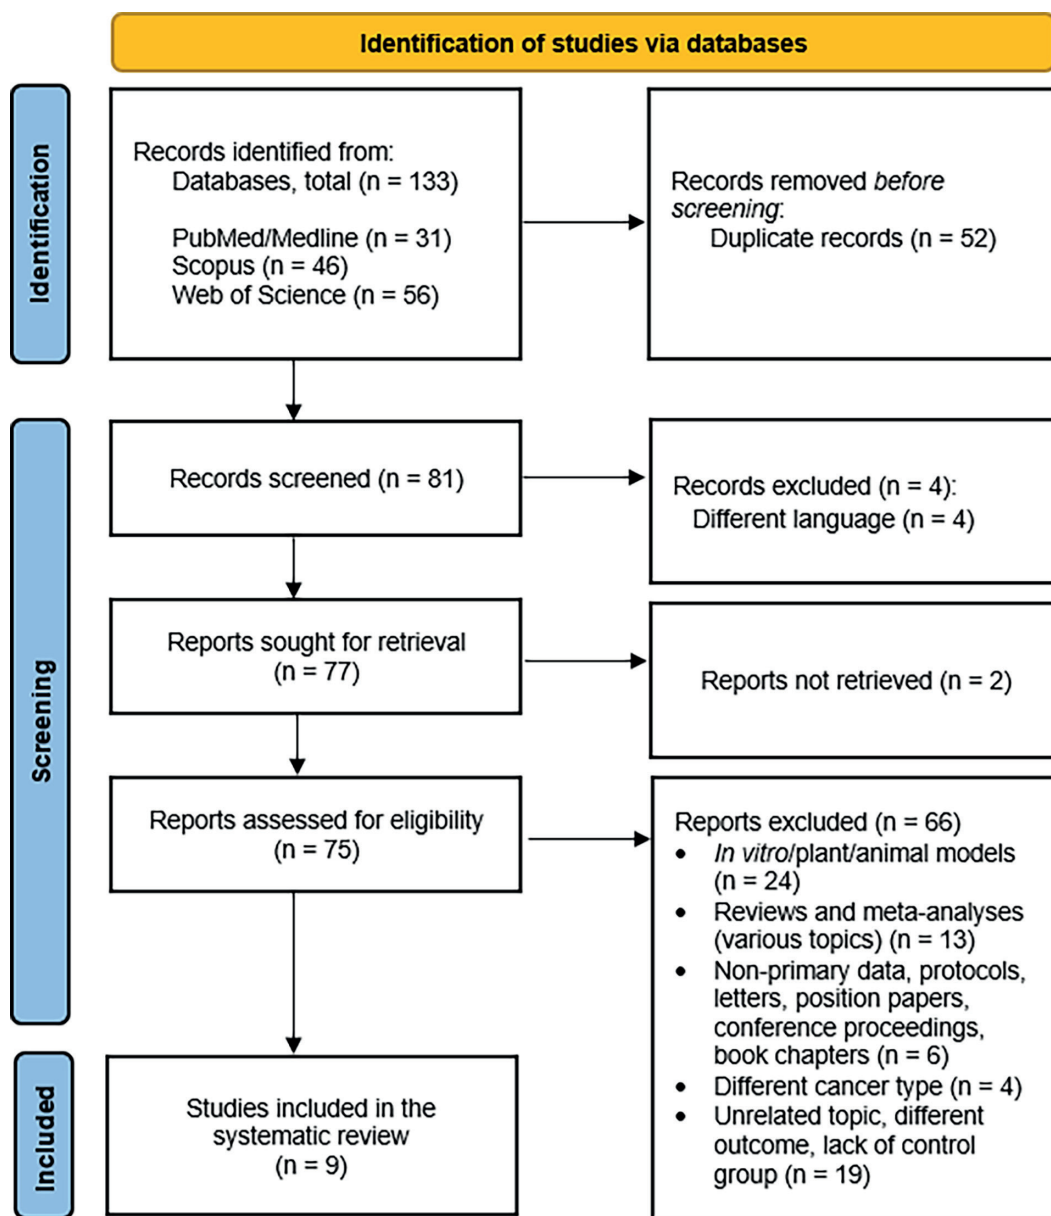 Identification of studies via databases
Identification
Records identified from:
Databases, total (n = 133)
PubMed/Medline (n = 31)
Scopus (n = 46)
Web of Science (n = 56)
Records removed before
screening:
Duplicate records (n = 52)
Screening
Records screened (n = 81)
Records excluded (n = 4):
Different language (n = 4)
Reports sought for retrieval
(n = 77)
Reports not retrieved (n = 2)
Reports assessed for eligibility
(n = 75)
Reports excluded (n = 66)
• In vitro/plant/animal models
(n = 24)
• Reviews and meta-analyses
(various topics) (n = 13)
• Non-primary data, protocols,
letters, position papers,
conference proceedings,
book chapters (n = 6)
• Different cancer type (n = 4)
• Unrelated topic, different
outcome, lack of control
group (n = 19)
Included
Studies included in the
systematic review
(n = 9)